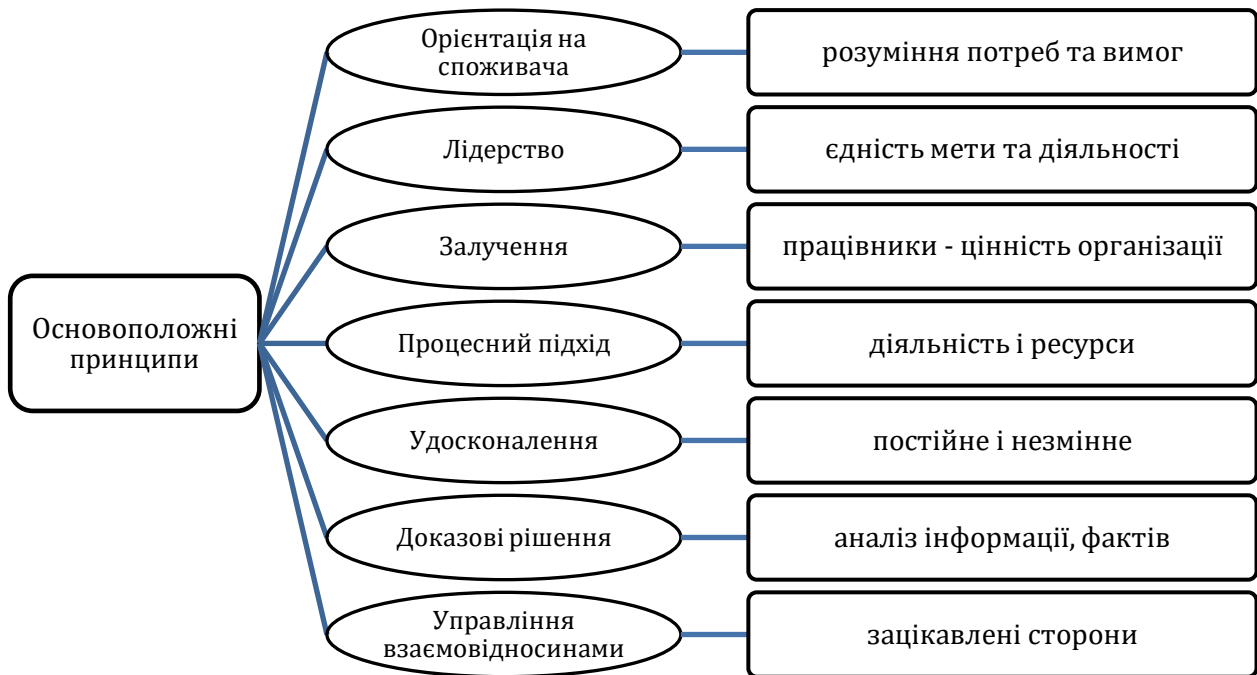 Орієнтація на
споживача
розуміння потреб та вимог
Лідерство
єдність мети та діяльності
Залучення
працівники - цінність організації
Основоположні
принципи
Процесний підхід
діяльність і ресурси
Удосконалення
постійне і незмінне
Доказові рішення
аналіз інформації, фактів
Управління
взаємовідносинами
зацікавлені сторони